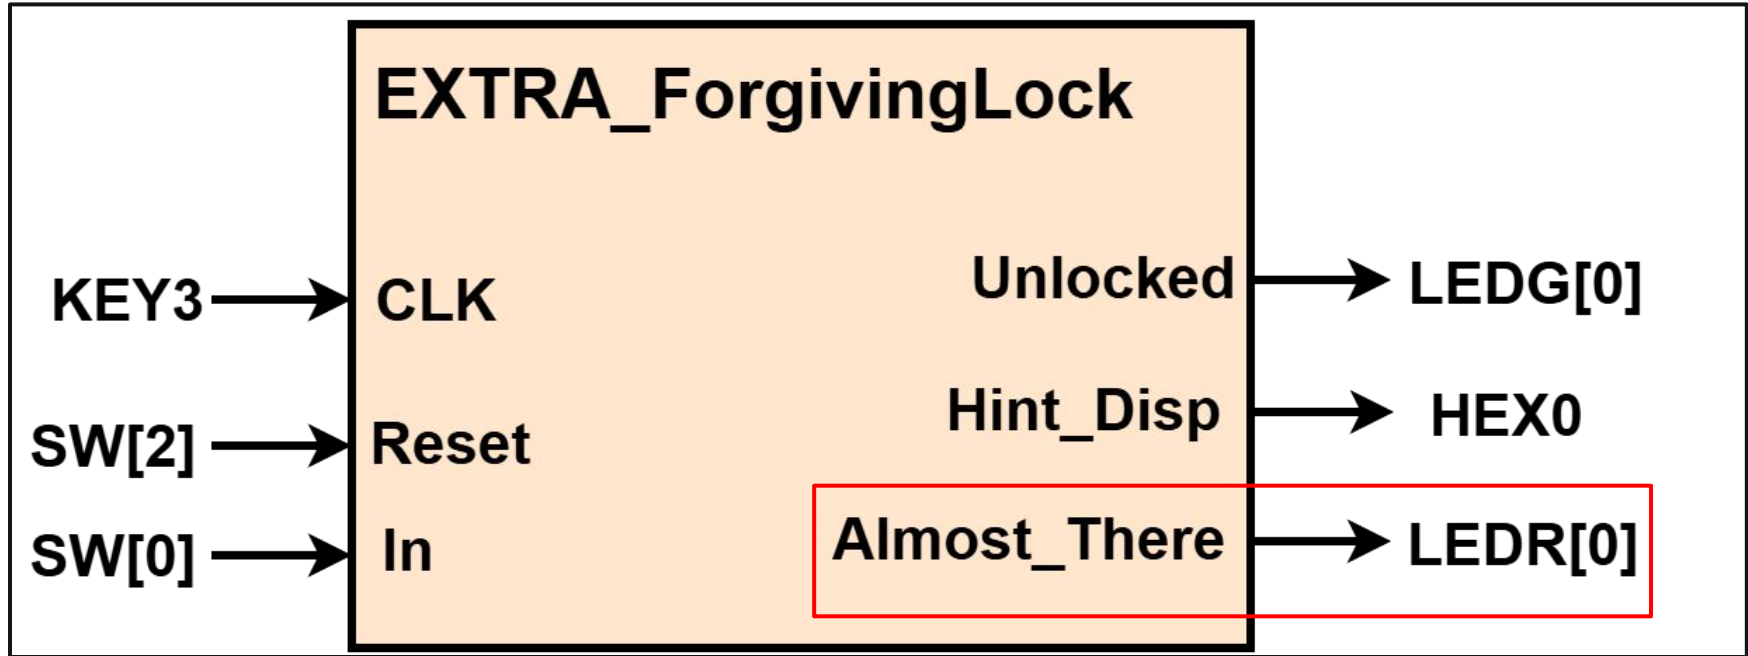 EXTRA_ForgivingLock
KEY3
CLK
Unlocked
LEDG[0]
Hint_Disp
HEX0
SW[2]
Reset
Almost_There
LEDR[0]
SW[0]
In